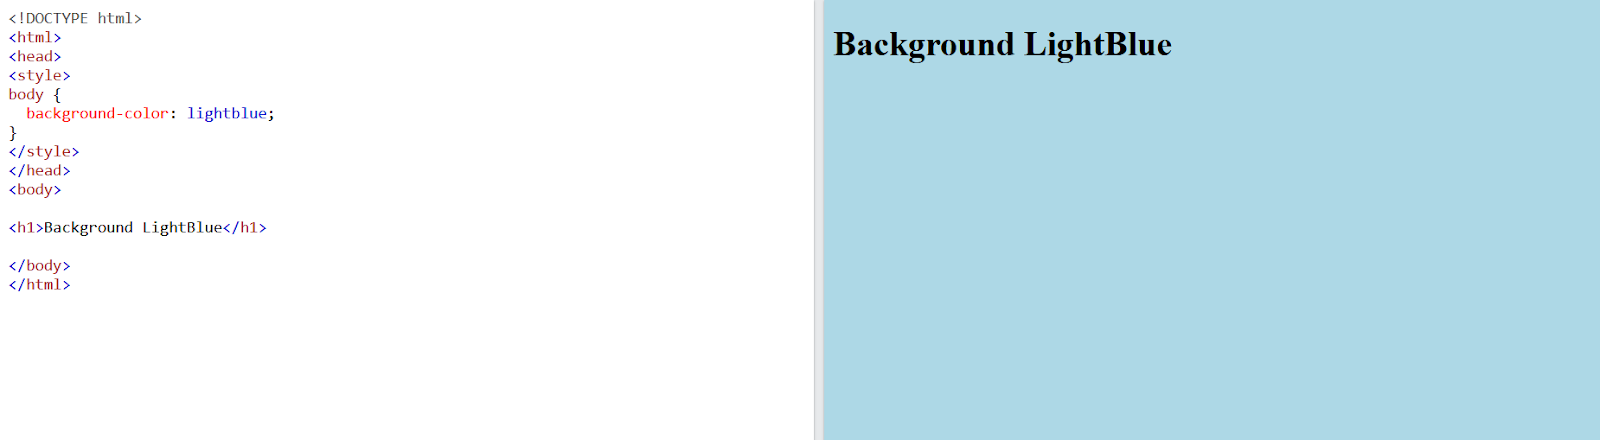 <!DOCTYPE html>
<html>
<head>
<style>
body {
  background-color: lightblue;
}
</style>
</head>
<body>

<h1>Background LightBlue</h1>

</body>
</html>
Background LightBlue